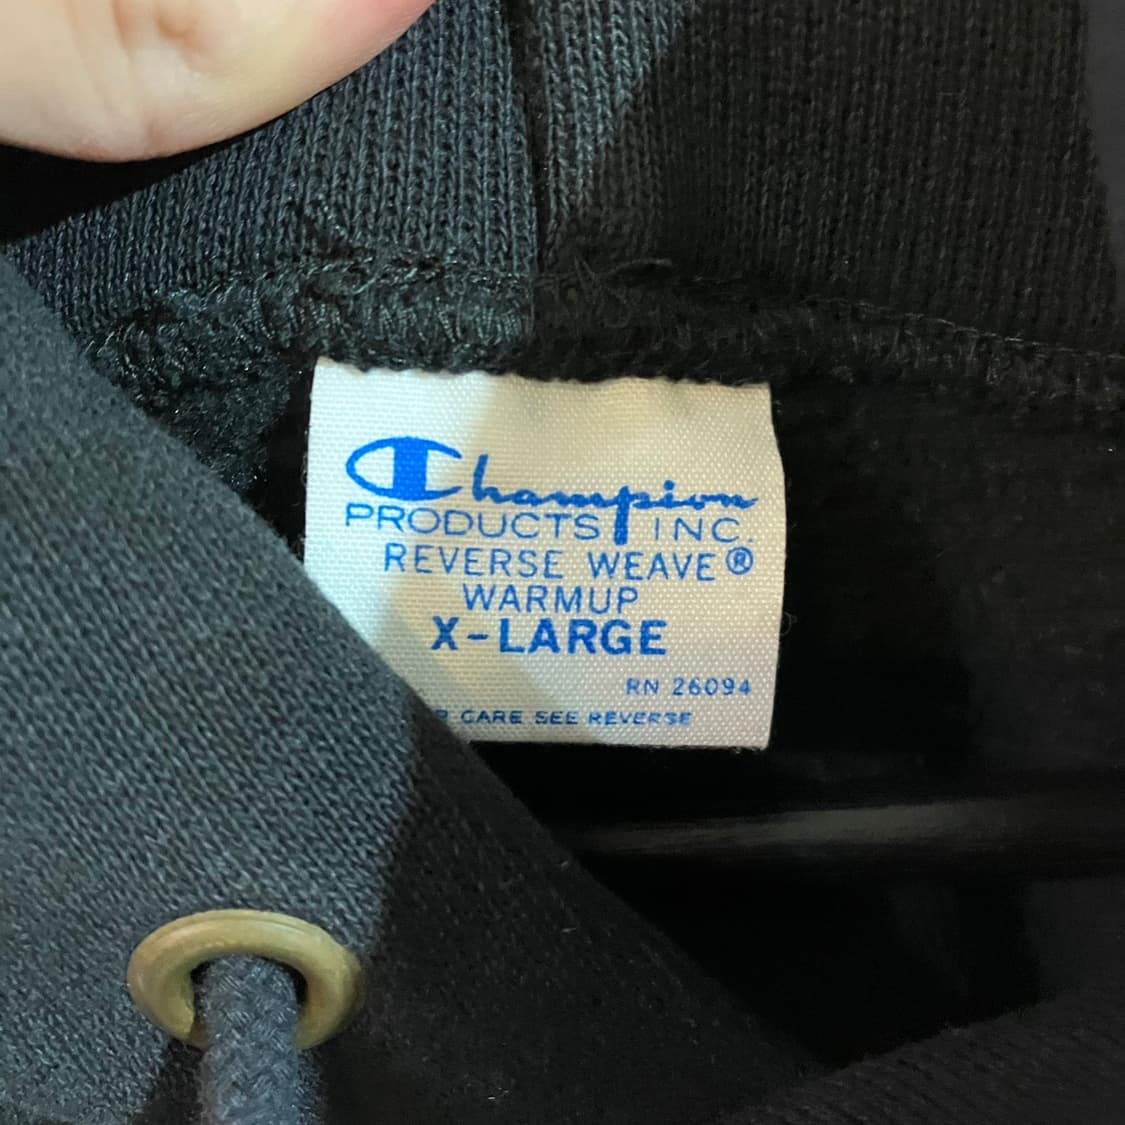 Champion
PRODUCTS INC.
REVERSE WEAVE®
WARMUP
X-LARGE
RN 26094
CARE SEE REVERSE